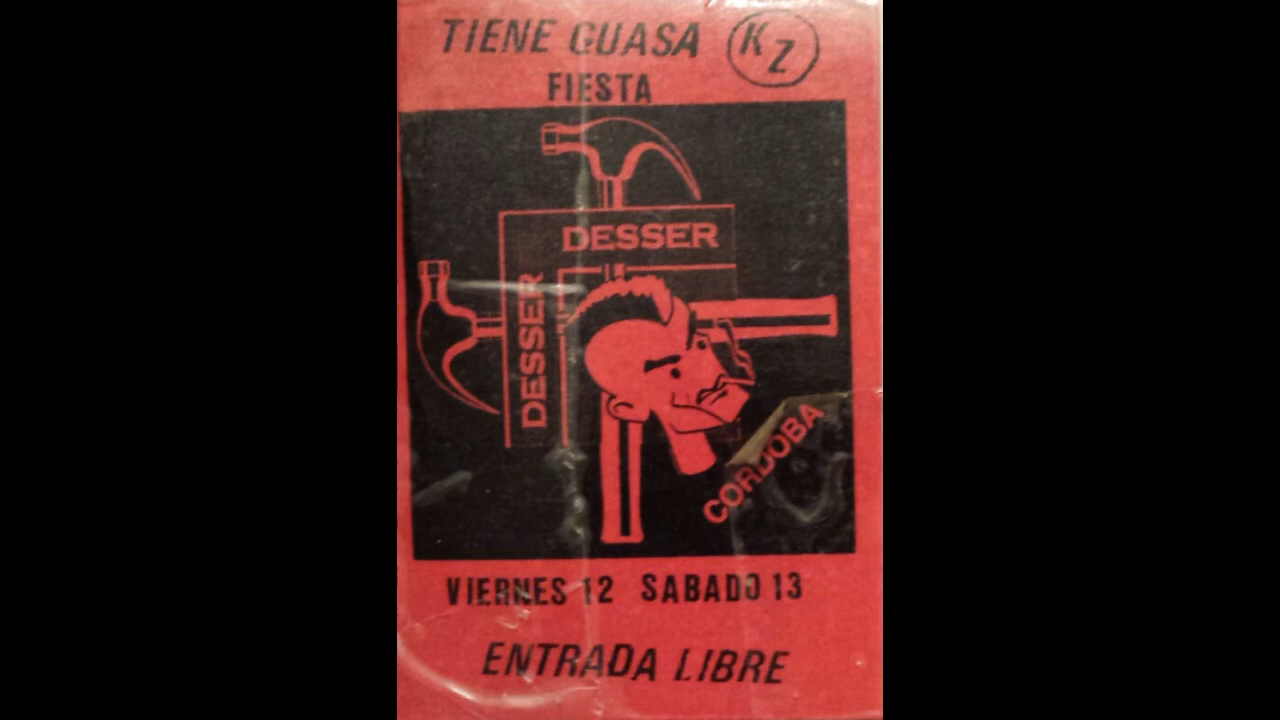 TIENE GUASA
KZ
FIESTA
DESSER
DESSER
CORDOBA
VIERNES 12 SABADO 13
ENTRADA LIBRE